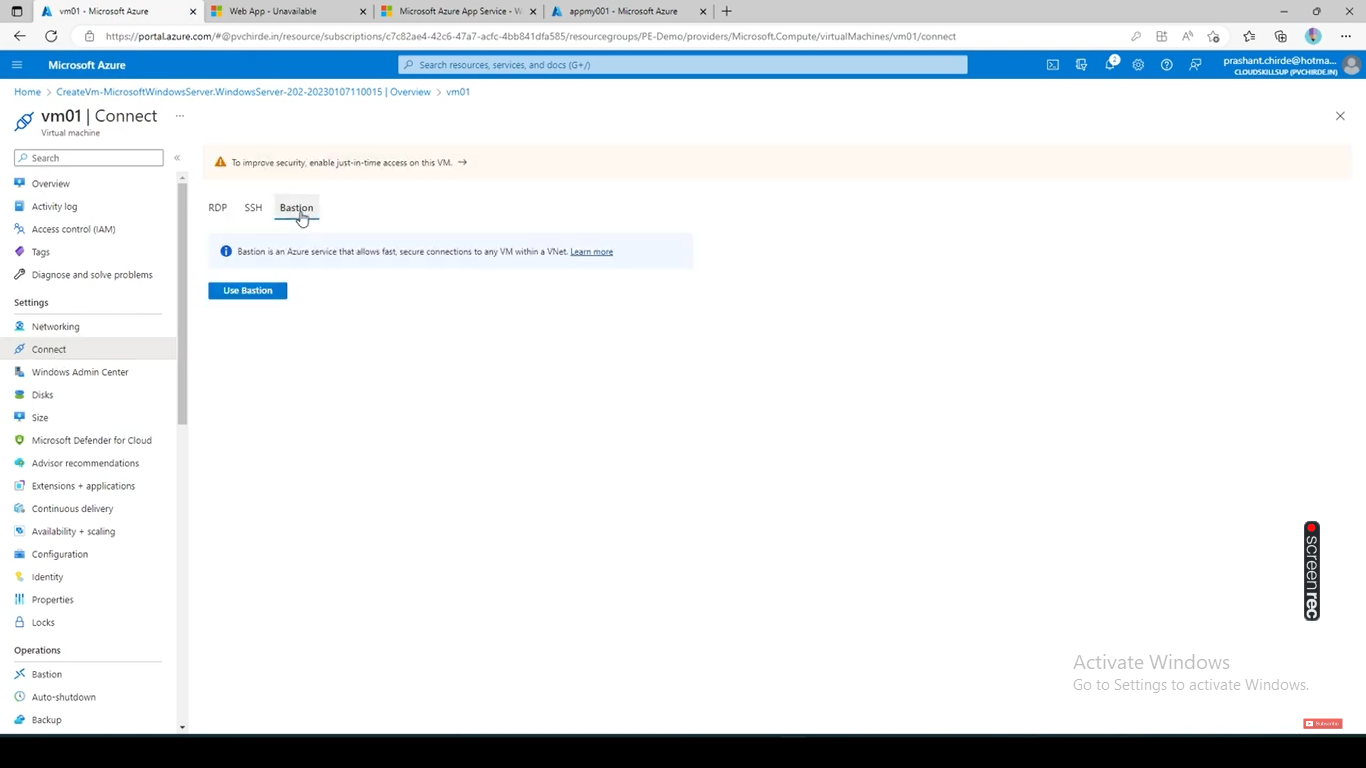 vm01 - Microsoft Azure
Web App - Unavailable
Microsoft Azure App Service - W
appmy001 - Microsoft Azure
https://portal.azure.com/#@pvchirde.in/resource/subscriptions/c7c82ae4-42c6-47a7-acfc-4bb841dfa585/resourcegroups/PE-Demo/providers/Microsoft.Compute/virtualMachines/vm01/connect
Microsoft Azure
Search resources, services, and docs (G+/)
2
prashant.chirde@hotma...
CLOUDSKILLSUP (PVCHIRDE.IN)
Home > CreateVm-MicrosoftWindowsServer.WindowsServer-202-20230107110015 | Overview > vm01
vm01 | Connect ...
Virtual machine
Search
To improve security, enable just-in-time access on this VM. →
Overview
Activity log
Access control (IAM)
Tags
Diagnose and solve problems
Settings
Networking
Connect
Windows Admin Center
Disks
Size
Microsoft Defender for Cloud
Advisor recommendations
Extensions + applications
Continuous delivery
Availability + scaling
Configuration
Identity
Properties
Locks
Operations
Bastion
Auto-shutdown
Backup
RDP SSH Bastion
Bastion is an Azure service that allows fast, secure connections to any VM within a VNet. Learn more
Use Bastion
screenrec
Activate Windows
Go to Settings to activate Windows.
Subscribe